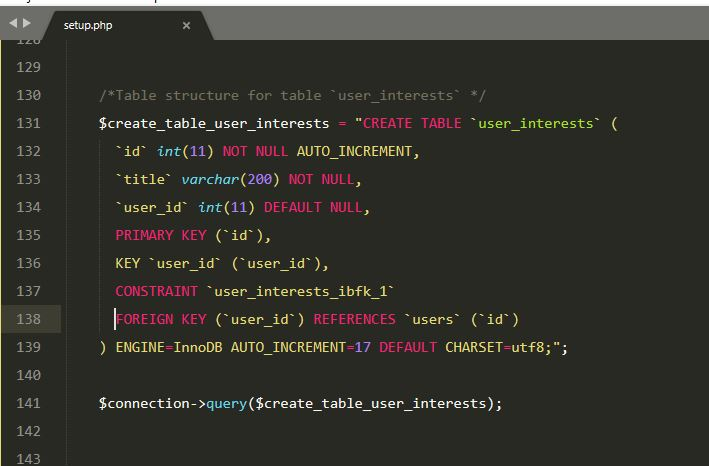 setup.php ×
128
129
130 /*Table structure for table `user_interests` */
131 $create_table_user_interests = "CREATE TABLE `user_interests` (
132 `id` int(11) NOT NULL AUTO_INCREMENT,
133 `title` varchar(200) NOT NULL,
134 `user_id` int(11) DEFAULT NULL,
135 PRIMARY KEY (`id`),
136 KEY `user_id` (`user_id`),
137 CONSTRAINT `user_interests_ibfk_1`
138 FOREIGN KEY (`user_id`) REFERENCES `users` (`id`)
139 ) ENGINE=InnoDB AUTO_INCREMENT=17 DEFAULT CHARSET=utf8;";
140
141 $connection->query($create_table_user_interests);
142
143